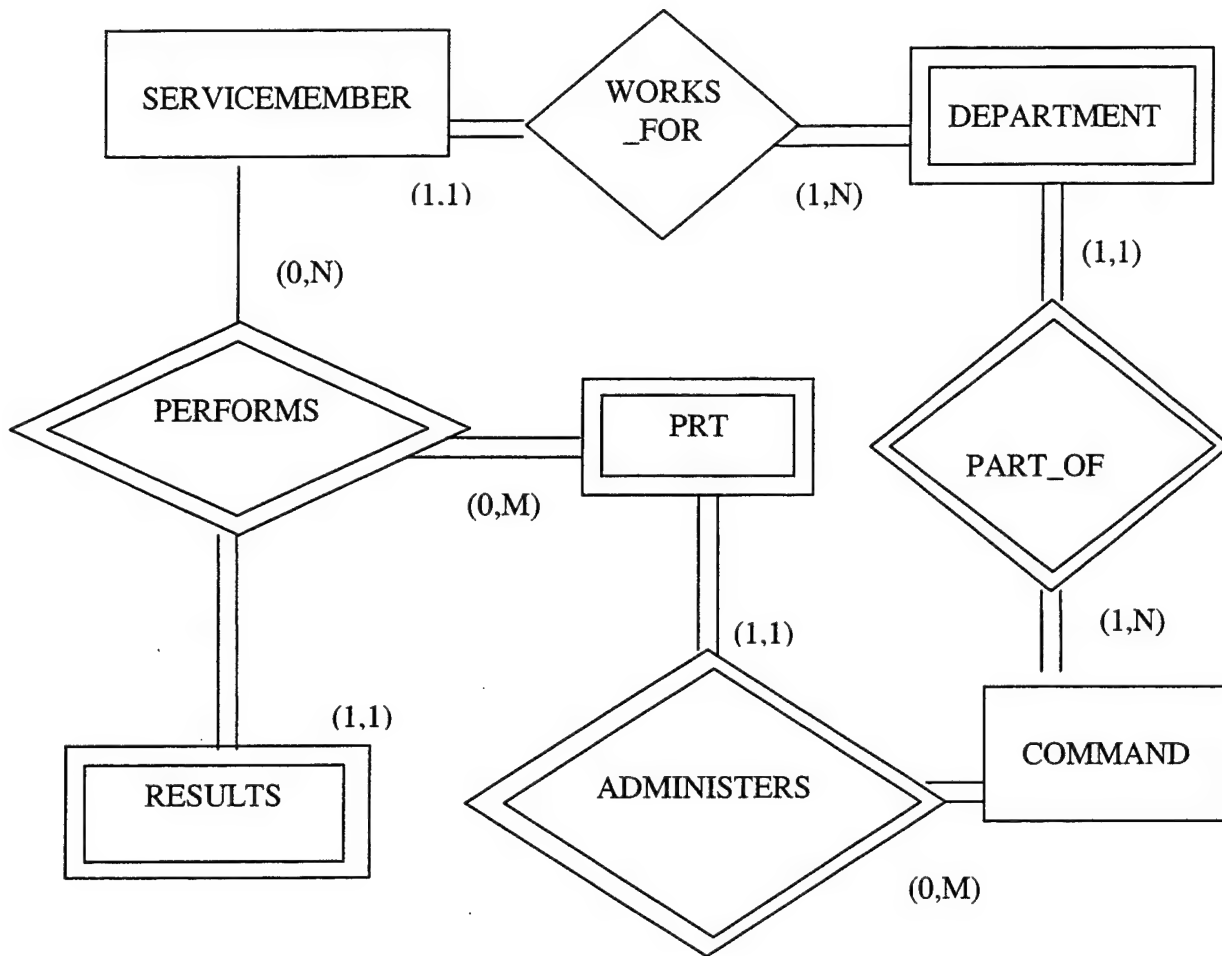 SERVICEMEMBER
WORKS
_FOR
DEPARTMENT
(1,1)
(1,N)
(0,N)
(1,1)
PERFORMS
PRT
PART_OF
(0,M)
(1,1)
(1,N)
(1,1)
COMMAND
RESULTS
ADMINISTERS
(0,M)